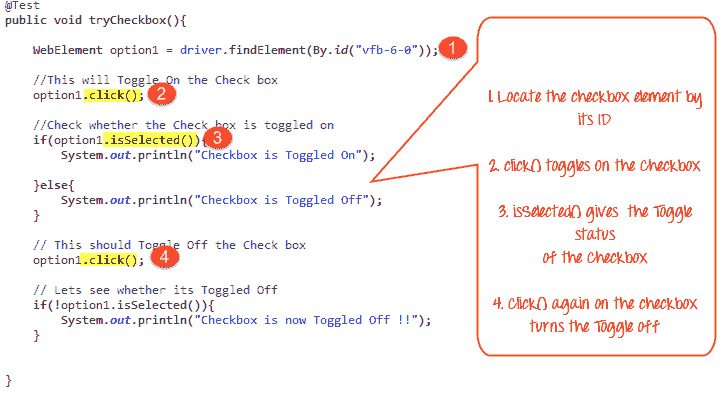 @Test
public void tryCheckbox(){
WebElement option1 = driver.findElement(By.id("vfb-6-0")); 1
//This will Toggle On the Check box
option1.click(); 2
//Check whether the Check box is toggled on
if(option1.isSelected()){ 3
System.out.println("Checkbox is Toggled On");
}else{
System.out.println("Checkbox is Toggled Off");
}
// This should Toggle Off the Check box
option1.click(); 4
// Lets see whether its Toggled Off
if(!option1.isSelected()){
System.out.println("Checkbox is now Toggled Off !!");
}
}
1. Locate the checkbox element by
its ID
2. click() toggles on the Checkbox
3. isSelected() gives the Toggle
status
of the Checkbox
4. Click() again on the checkbox
turns the Toggle off